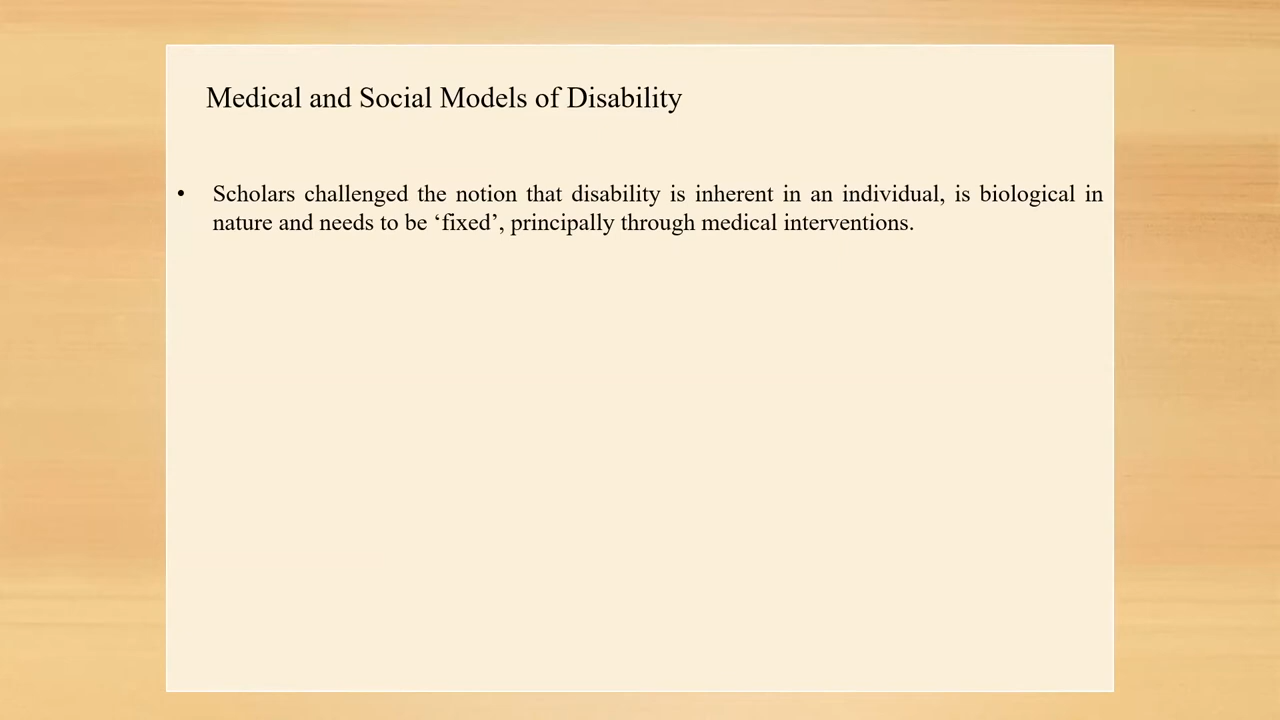 Medical and Social Models of Disability
• Scholars challenged the notion that disability is inherent in an individual, is biological in
nature and needs to be ‘fixed’, principally through medical interventions.